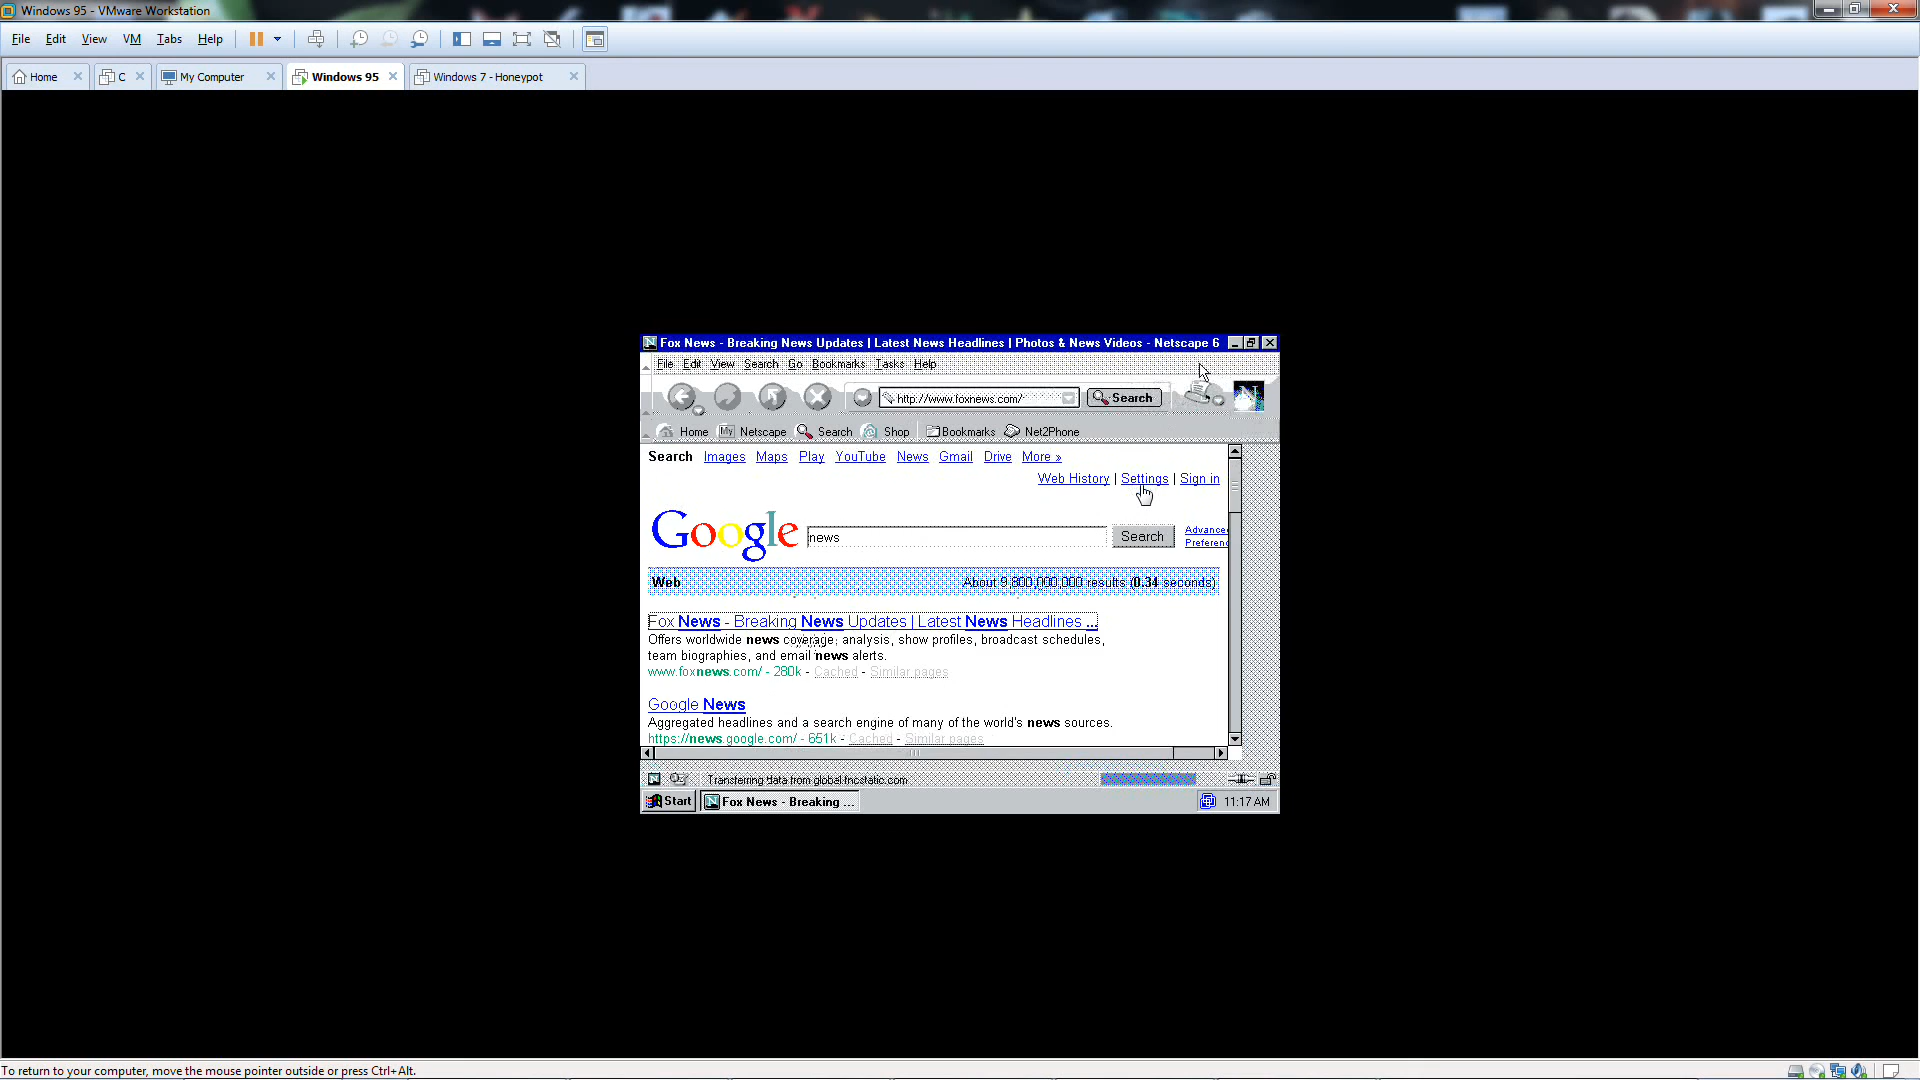 Windows 95 - VMware Workstation
File Edit View VM Tabs Help
Home C My Computer Windows 95 Windows 7 - Honeypot
Fox News - Breaking News Updates | Latest News Headlines | Photos & News Videos - Netscape 6
File Edit View Search Go Bookmarks Tasks Help
http://www.foxnews.com/ Search N
Home My Netscape Search Shop Bookmarks Net2Phone
Search Images Maps Play YouTube News Gmail Drive More »
Web History | Settings | Sign in
Google news Search Advanced
Preferenc
Web About 9,800,000,000 results (0.34 seconds)
Fox News - Breaking News Updates | Latest News Headlines ...
Offers worldwide news coverage, analysis, show profiles, broadcast schedules,
team biographies, and email news alerts.
www.foxnews.com/ - 280k - Cached - Similar pages
Google News
Aggregated headlines and a search engine of many of the world's news sources.
https://news.google.com/ - 651k - Cached - Similar pages
Transferring data from global.fncstatic.com
Start Fox News - Breaking ... 11:17 AM
To return to your computer, move the mouse pointer outside or press Ctrl+Alt.